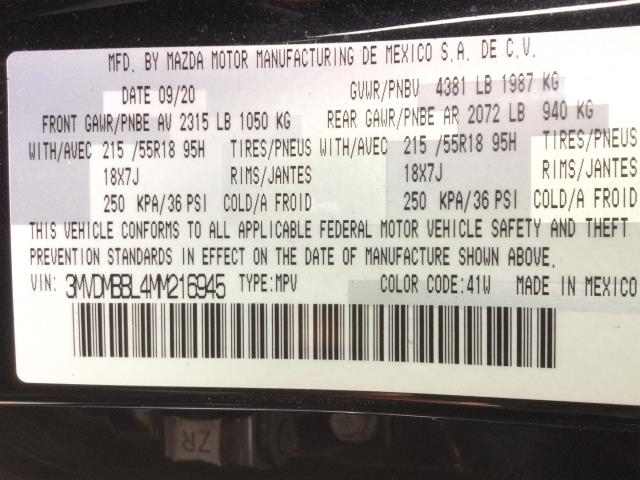 MFD. BY MAZDA MOTOR MANUFACTURING DE MEXICO S.A. DE C.V.
DATE 09/20 GVWR/PNBV 4381 LB 1987 KG
FRONT GAWR/PNBE AV 2315 LB 1050 KG REAR GAWR/PNBE AR 2072 LB 940 KG
WITH/AVEC 215 /55R18 95H TIRES/PNEUS WITH/AVEC 215 /55R18 95H TIRES/PNEUS
18X7J RIMS/JANTES 18X7J RIMS/JANTES
250 KPA/36 PSI COLD/A FROID 250 KPA/36 PSI COLD/A FROID
THIS VEHICLE CONFORMS TO ALL APPLICABLE FEDERAL MOTOR VEHICLE SAFETY AND THEFT
PREVENTION STANDARDS IN EFFECT ON THE DATE OF MANUFACTURE SHOWN ABOVE.
VIN: 3MVDMBBL4MM216945 TYPE:MPV COLOR CODE:41W MADE IN MEXICO
ZR